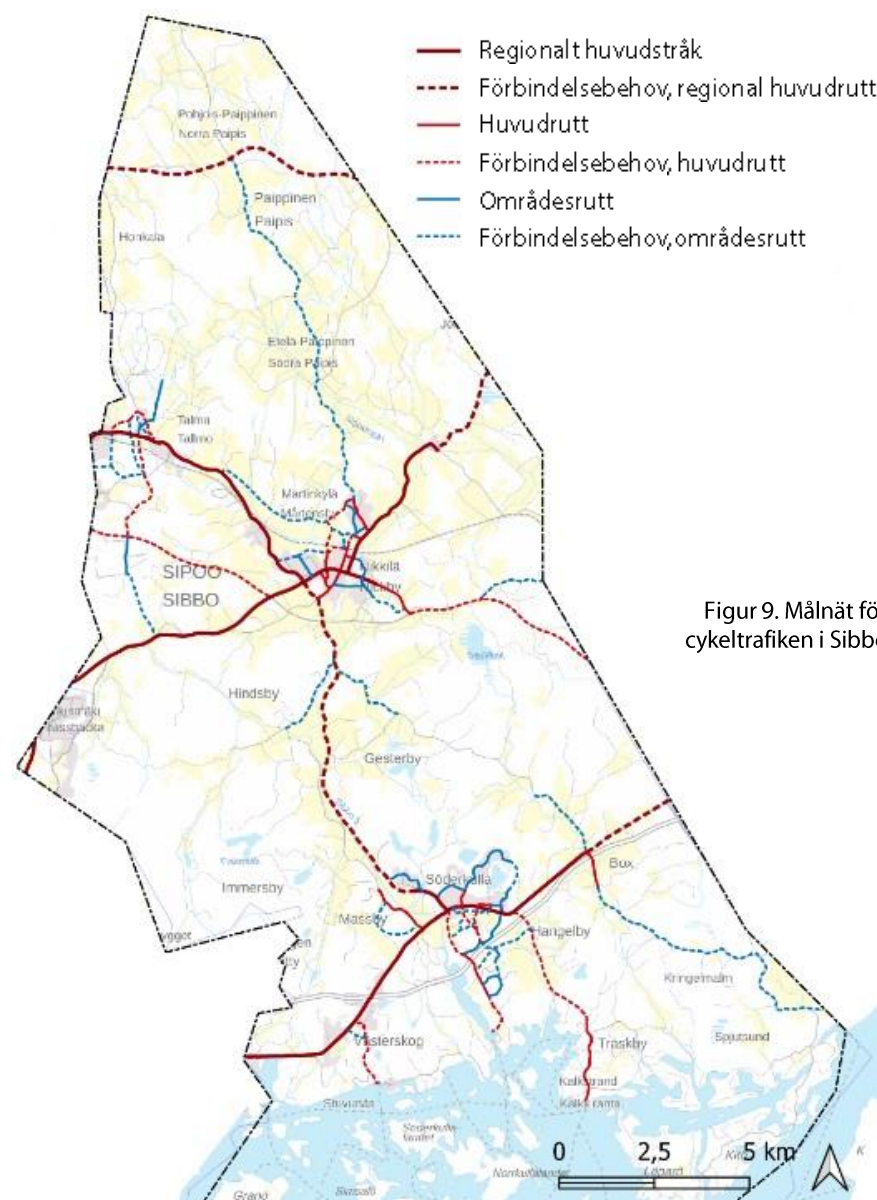 Regionalt huvudstråk
Förbindelsebehov, regional huvudrutt
Huvudrutt
Förbindelsebehov, huvudrutt
Områdesrutt
Förbindelsebehov, områdesrutt
Pohjois-Paippinen
Norra Paipis
Paippinen
Paipis
Honkala
Etelä-Paippinen
Södra Paipis
Talma
Tallmo
Martinkylä
Mårtensby
SIPOO
SIBBO
Figur 9. Målnät fö
cykeltrafiken i Sibbo
Hindsby
Gesterby
Box
Söderkulla
Immersby
Massby
Hangelby
Kringelmalm
Västerskog
Träskby
Spjutsund
Kalkstrand
Kalkkiranta
0 2,5 5 km
Simsalö